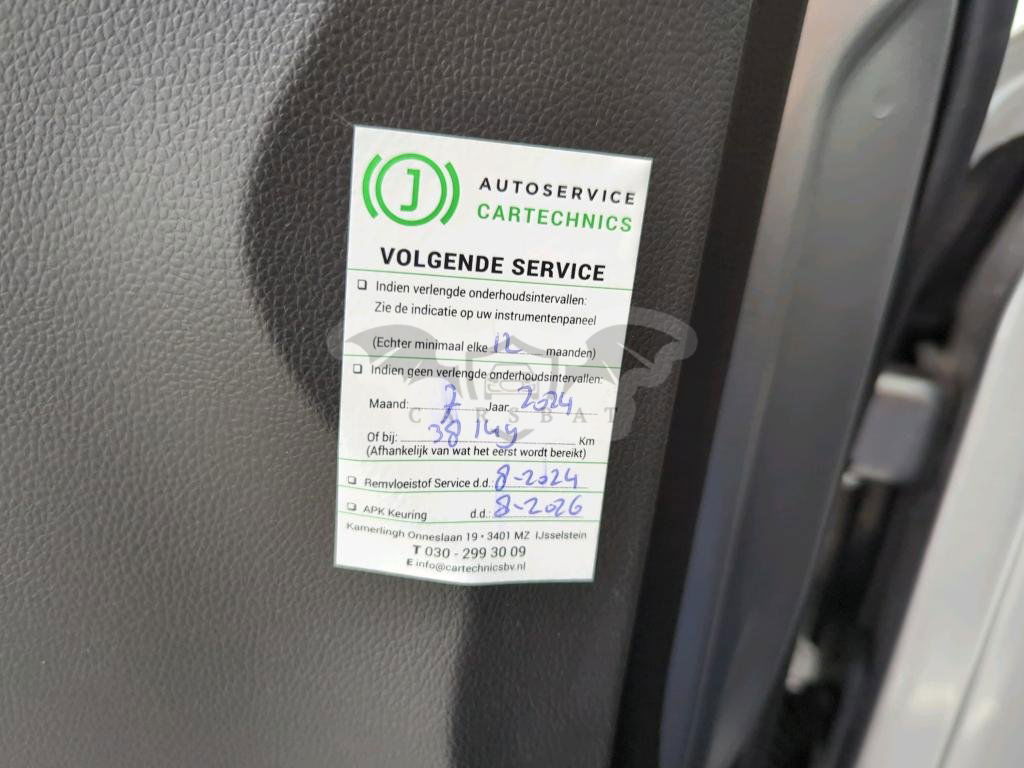 J
AUTOSERVICE
CARTECHNICS
VOLGENDE SERVICE
Indien verlengde onderhoudsintervallen:
Zie de indicatie op uw instrumentenpaneel
(Echter minimaal elke 12 maanden)
Indien geen verlengde onderhoudsintervallen:
Maand: 2 Jaar 2024
CARSBAT
Of bij: 38 149 Km
(Afhankelijk van wat het eerst wordt bereikt)
Remvloeistof Service d.d.: 8-2024
APK Keuring d.d.: 8-2026
Kamerlingh Onneslaan 19 • 3401 MZ IJsselstein
T 030 - 299 30 09
E info@cartechnicsbv.nl